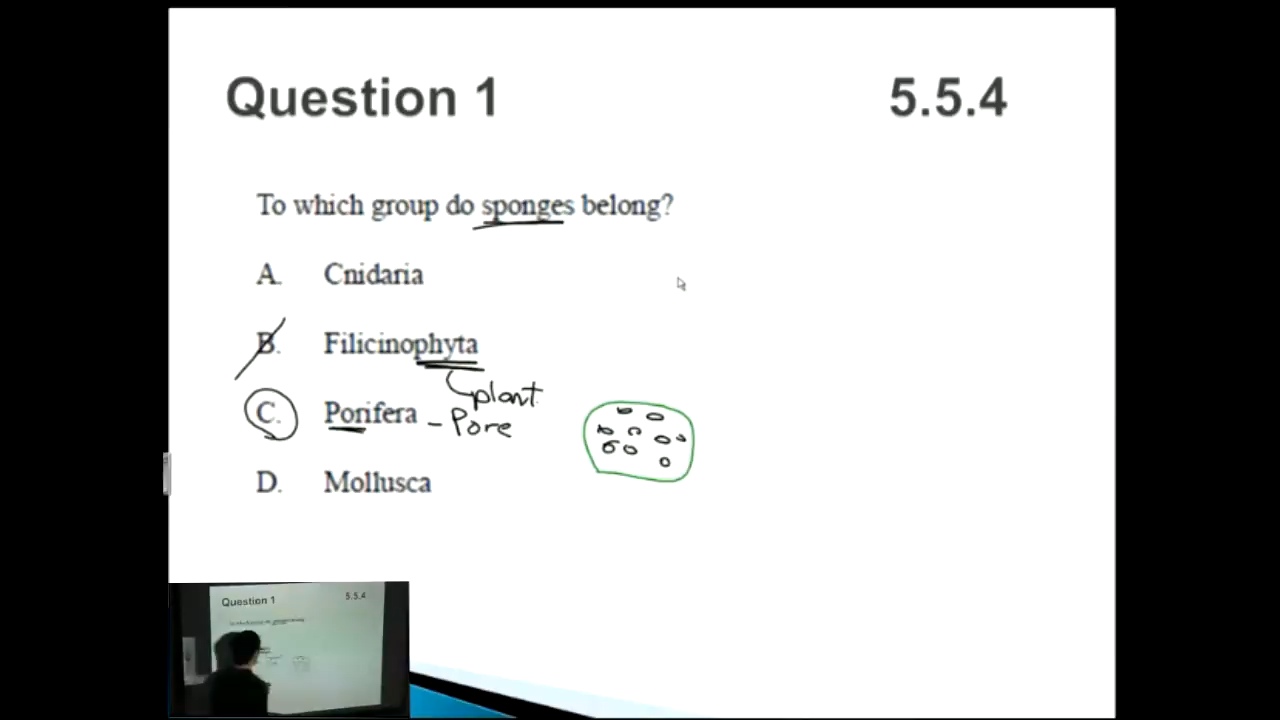 Question 1 5.5.4
To which group do sponges belong?
A. Cnidaria
B. Filicinophyta
plant
C. Porifera - Pore
D. Mollusca
Question 1 5.5.4